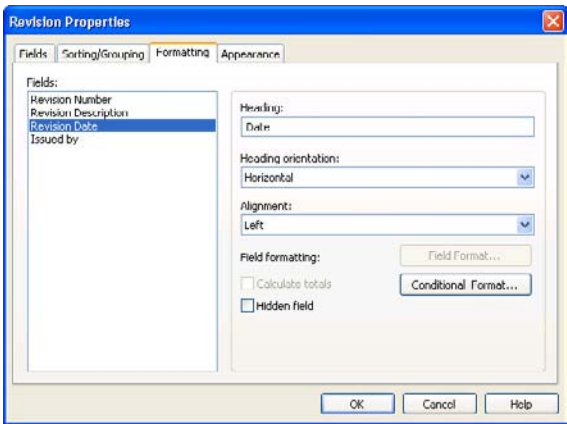 Revision Properties
Fields Sorting/Grouping Formatting Appearance
Fields:
Revision Number
Revision Description
Revision Date
Issued by
Heading:
Date
Heading orientation:
Horizontal
Alignment:
Left
Field formatting:
Field Format...
Calculate totals
Conditional Format...
Hidden field
OK Cancel Help